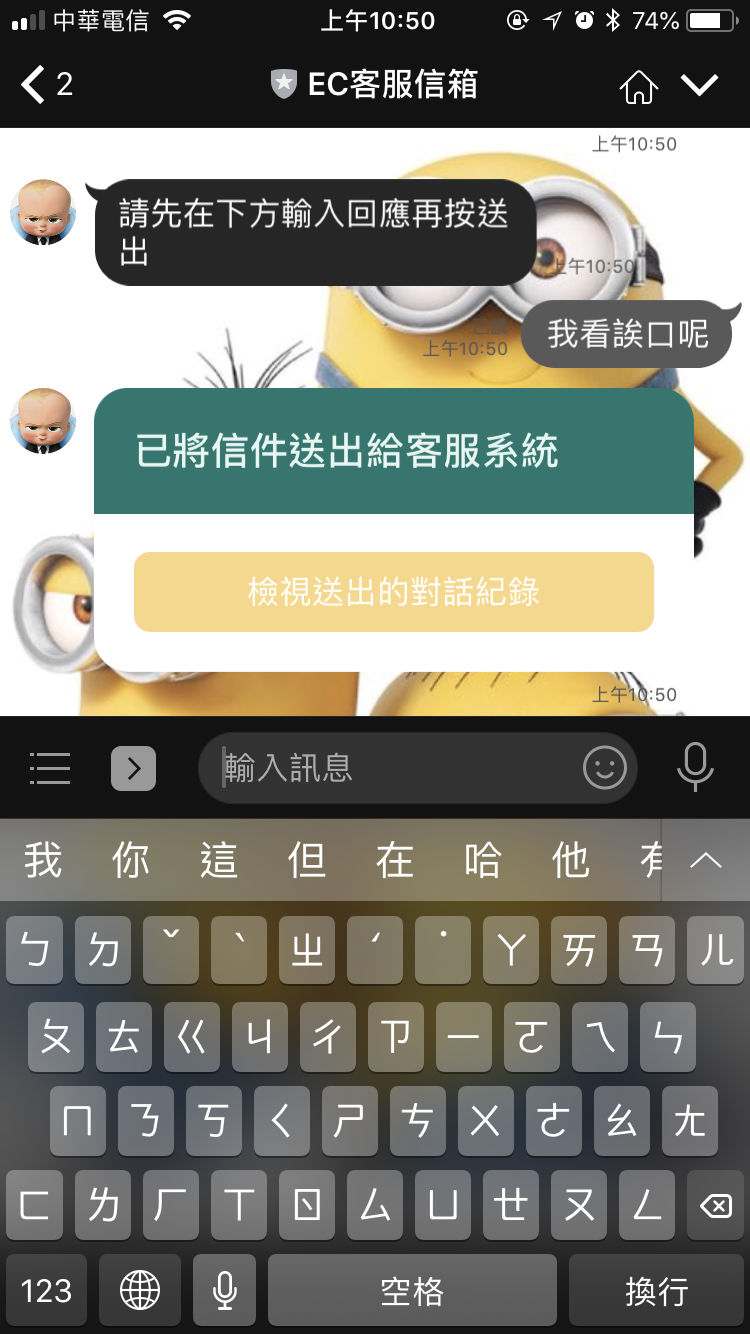 中華電信 上午10:50 74%
2 EC客服信箱
上午10:50
請先在下方輸入回應再按送
出
上午10:50
我看誒口呢
上午10:50
已將信件送出給客服系統
檢視送出的對話紀錄
上午10:50
輸入訊息
我 你 這 但 在 哈 他
ㄅ ㄉ ˇ ˋ ㄓ ˊ ˙ ㄚ ㄞ ㄢ ㄦ
ㄆ ㄊ ㄍ ㄐ ㄔ ㄗ ㄧ ㄛ ㄟ ㄣ
ㄇ ㄋ ㄎ ㄑ ㄕ ㄘ ㄨ ㄜ ㄠ ㄤ
ㄈ ㄌ ㄏ ㄒ ㄖ ㄙ ㄩ ㄝ ㄡ ㄥ
123 空格 換行